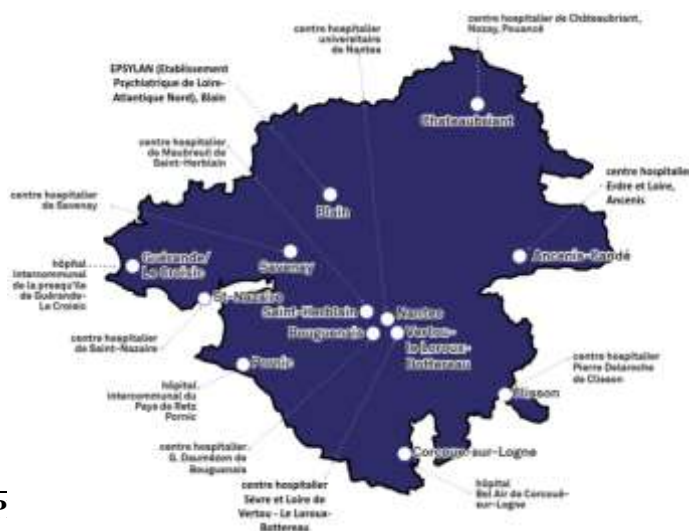 centre hospitalier
universitaire
de Nantes
centre hospitalier de Châteaubriant,
Nozay, Pouancé
EPSYLAN (Etablissement
Psychiatrique de Loire-
Atlantique Nord), Blain
Chateaubriant
centre hospitalier
de Maubreuil de
Saint-Herblain
centre hospitalier
Erdre et Loire,
Ancenis
centre hospitalier
de Savenay
Blain
hôpital
intercommunal
de la presqu'île de
Guérande-
Le Croisic
Guérande/
Le Croisic
Savenay
Ancenis-Candé
St-Nazaire
Saint-Herblain
Nantes
Bouguenais
Vertou-
le Loroux-
Bottereau
centre hospitalier
de Saint-Nazaire
Pornic
centre hospitalier
Pierre Delaroche
de Clisson
hôpital
intercommunal du
Pays de Retz
Pornic
Clisson
centre hospitalier
G. Daumézon de
Bouguenais
Corcoué-sur-Logne
centre hospitalier
Sèvre et Loire de
Vertou - Le Loroux-
Bottereau
hôpital
Bel Air de Corcoué-
sur-Logne